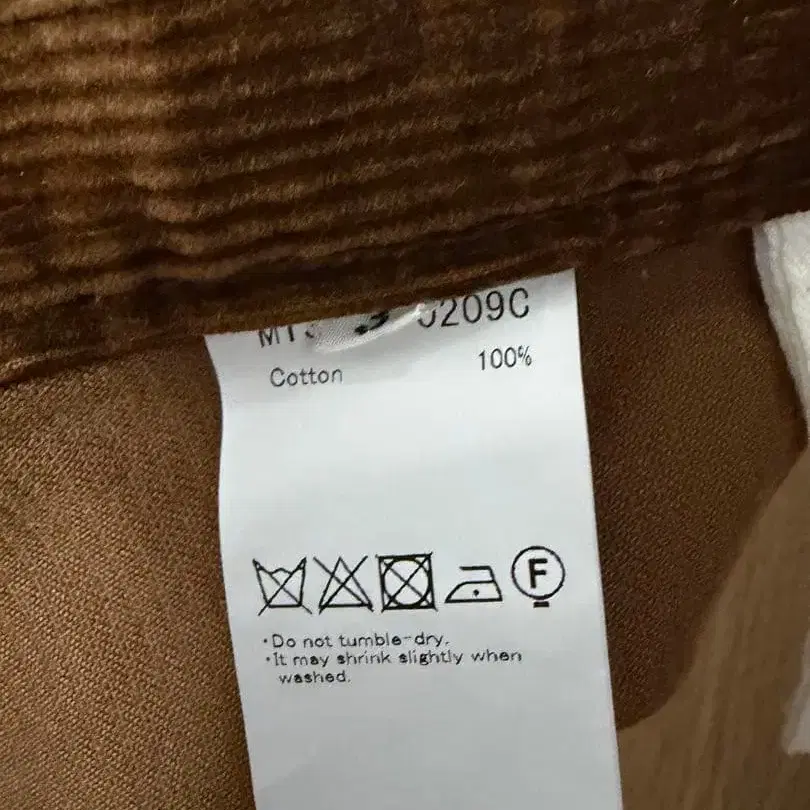 0209C
Cotton 100%
F
·Do not tumble-dry.
·It may shrink slightly when
washed.